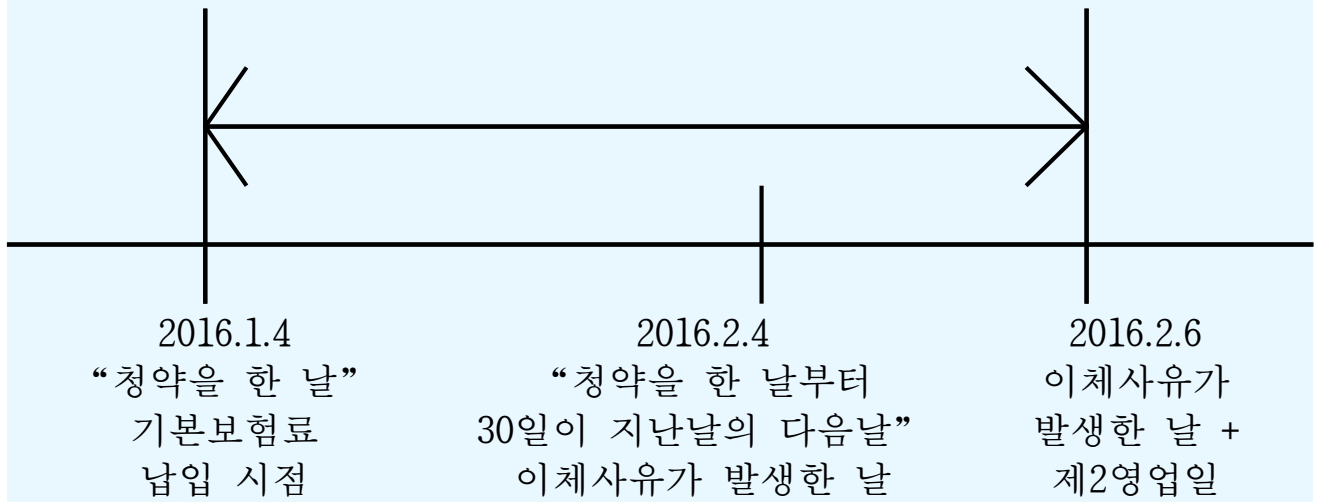 2016.1.4
“청약을 한 날”
기본보험료
납입 시점
2016.2.4
“청약을 한 날부터
30일이 지난날의 다음날”
이체사유가 발생한 날
2016.2.6
이체사유가
발생한 날 +
제2영업일